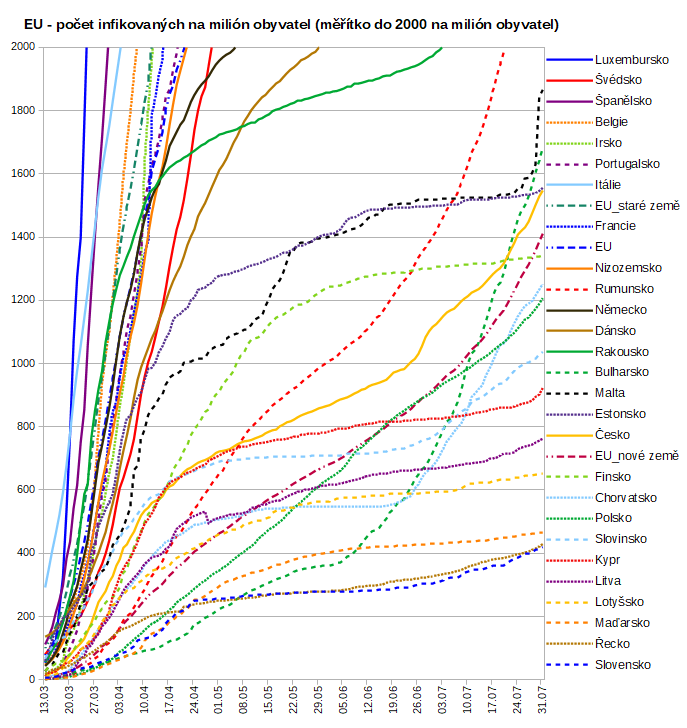 EU - počet infikovaných na milión obyvatel (měřítko do 2000 na milión obyvatel)
2000
1800
1600
1400
1200
1000
800
600
400
200
0
Luxembursko
Švédsko
Španělsko
Belgie
Irsko
Portugalsko
Itálie
EU_staré země
Francie
EU
Nizozemsko
Rumunsko
Německo
Dánsko
Rakousko
Bulharsko
Malta
Estonsko
Česko
EU_nové země
Finsko
Chorvatsko
Polsko
Slovinsko
Kypr
Litva
Lotyšsko
Maďarsko
Řecko
Slovensko
13.03
20.03
27.03
03.04
10.04
17.04
24.04
01.05
08.05
15.05
22.05
29.05
05.06
12.06
19.06
26.06
03.07
10.07
17.07
24.07
31.07